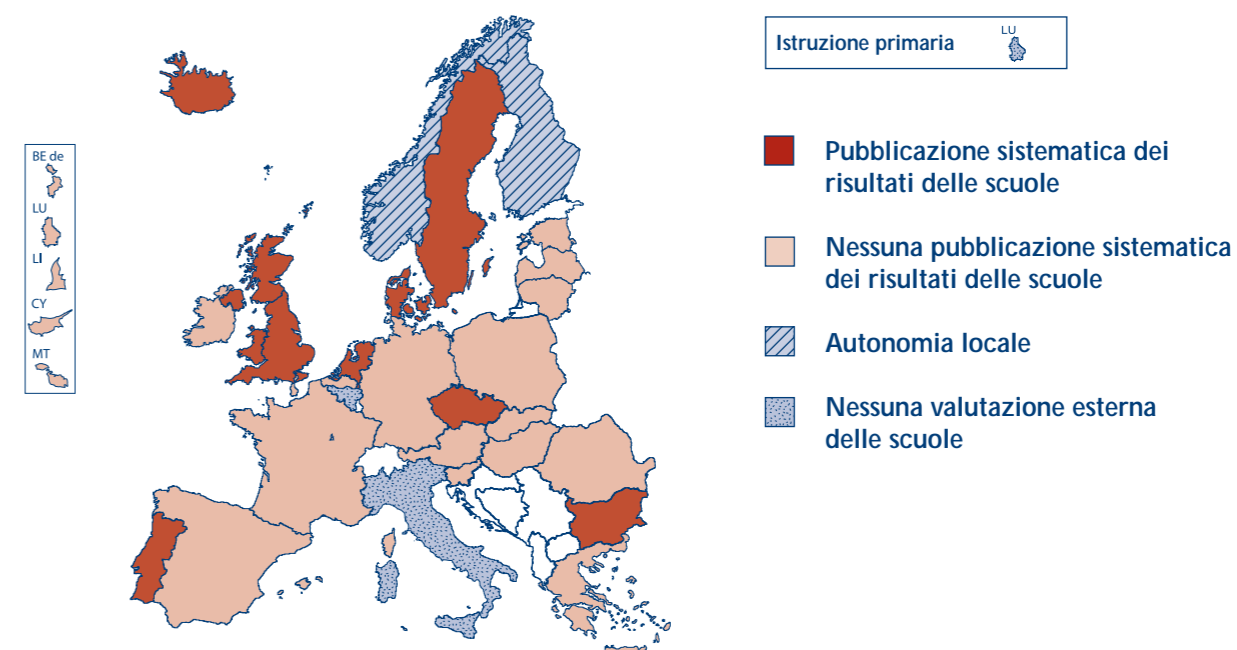 Istruzione primaria
LU
BE de
LU
LI
CY
MT
Pubblicazione sistematica dei
risultati delle scuole
Nessuna pubblicazione sistematica
dei risultati delle scuole
Autonomia locale
Nessuna valutazione esterna
delle scuole